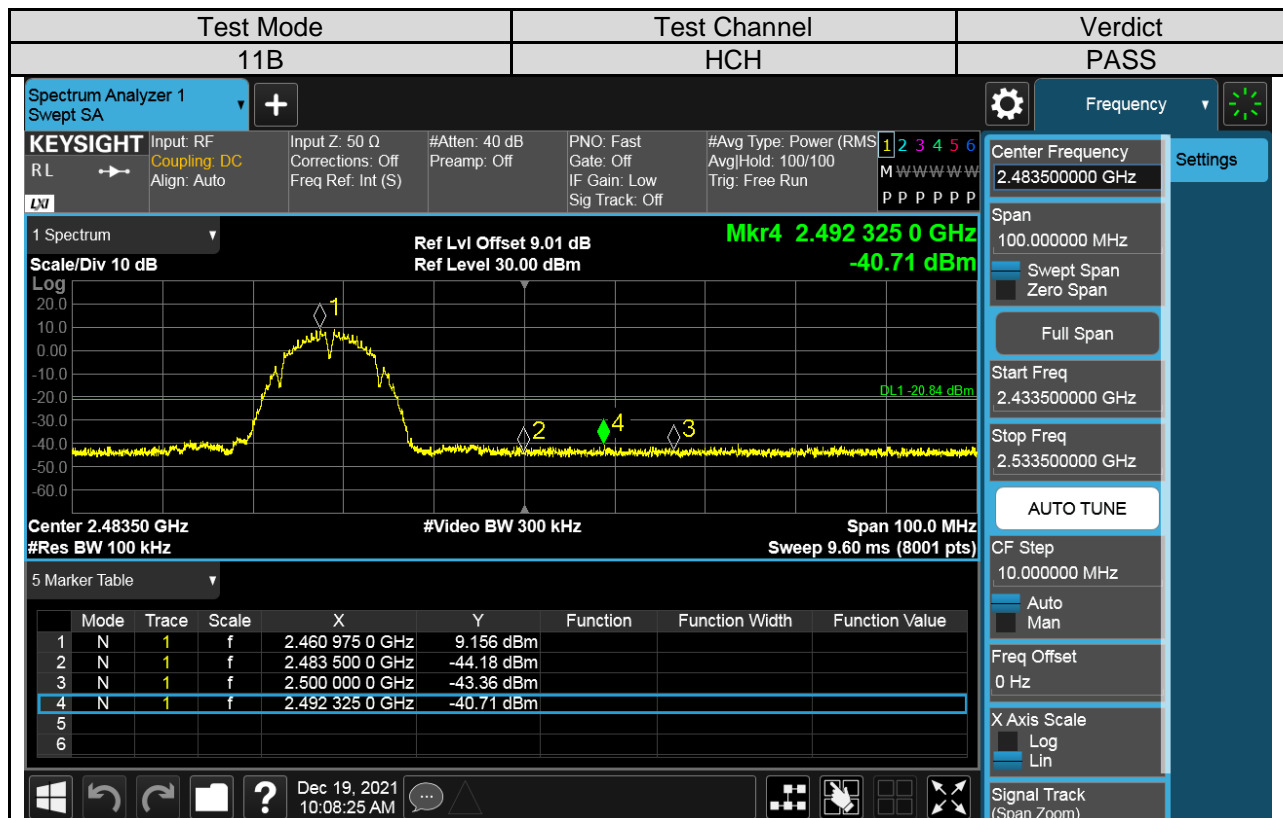 Test Mode Test Channel Verdict
11B HCH PASS
Spectrum Analyzer 1
Swept SA
+
Frequency
KEYSIGHT Input: RF Input Z: 50 Ω #Atten: 40 dB PNO: Fast #Avg Type: Power (RMS 1 2 3 4 5 6
RL Coupling: DC Corrections: Off Preamp: Off Gate: Off Avg|Hold: 100/100 M W W W W W
Align: Auto Freq Ref: Int (S) IF Gain: Low Trig: Free Run
LXI Sig Track: Off P P P P P P
1 Spectrum
Ref Lvl Offset 9.01 dB Mkr4 2.492 325 0 GHz
Scale/Div 10 dB Ref Level 30.00 dBm -40.71 dBm
Log
20.0
10.0
0.00
-10.0
-20.0
-30.0
-40.0
-50.0
-60.0
1
DL1 -20.84 dBm
2 4 3
Center 2.48350 GHz #Video BW 300 kHz Span 100.0 MHz
#Res BW 100 kHz Sweep 9.60 ms (8001 pts)
5 Marker Table
Mode Trace Scale X Y Function Function Width Function Value
1 N 1 f 2.460 975 0 GHz 9.156 dBm
2 N 1 f 2.483 500 0 GHz -44.18 dBm
3 N 1 f 2.500 000 0 GHz -43.36 dBm
4 N 1 f 2.492 325 0 GHz -40.71 dBm
5
6
?
Dec 19, 2021
10:08:25 AM
Center Frequency
2.483500000 GHz
Settings
Span
100.000000 MHz
Swept Span
Zero Span
Full Span
Start Freq
2.433500000 GHz
Stop Freq
2.533500000 GHz
AUTO TUNE
CF Step
10.000000 MHz
Auto
Man
Freq Offset
0 Hz
X Axis Scale
Log
Lin
Signal Track
(Span Zoom)